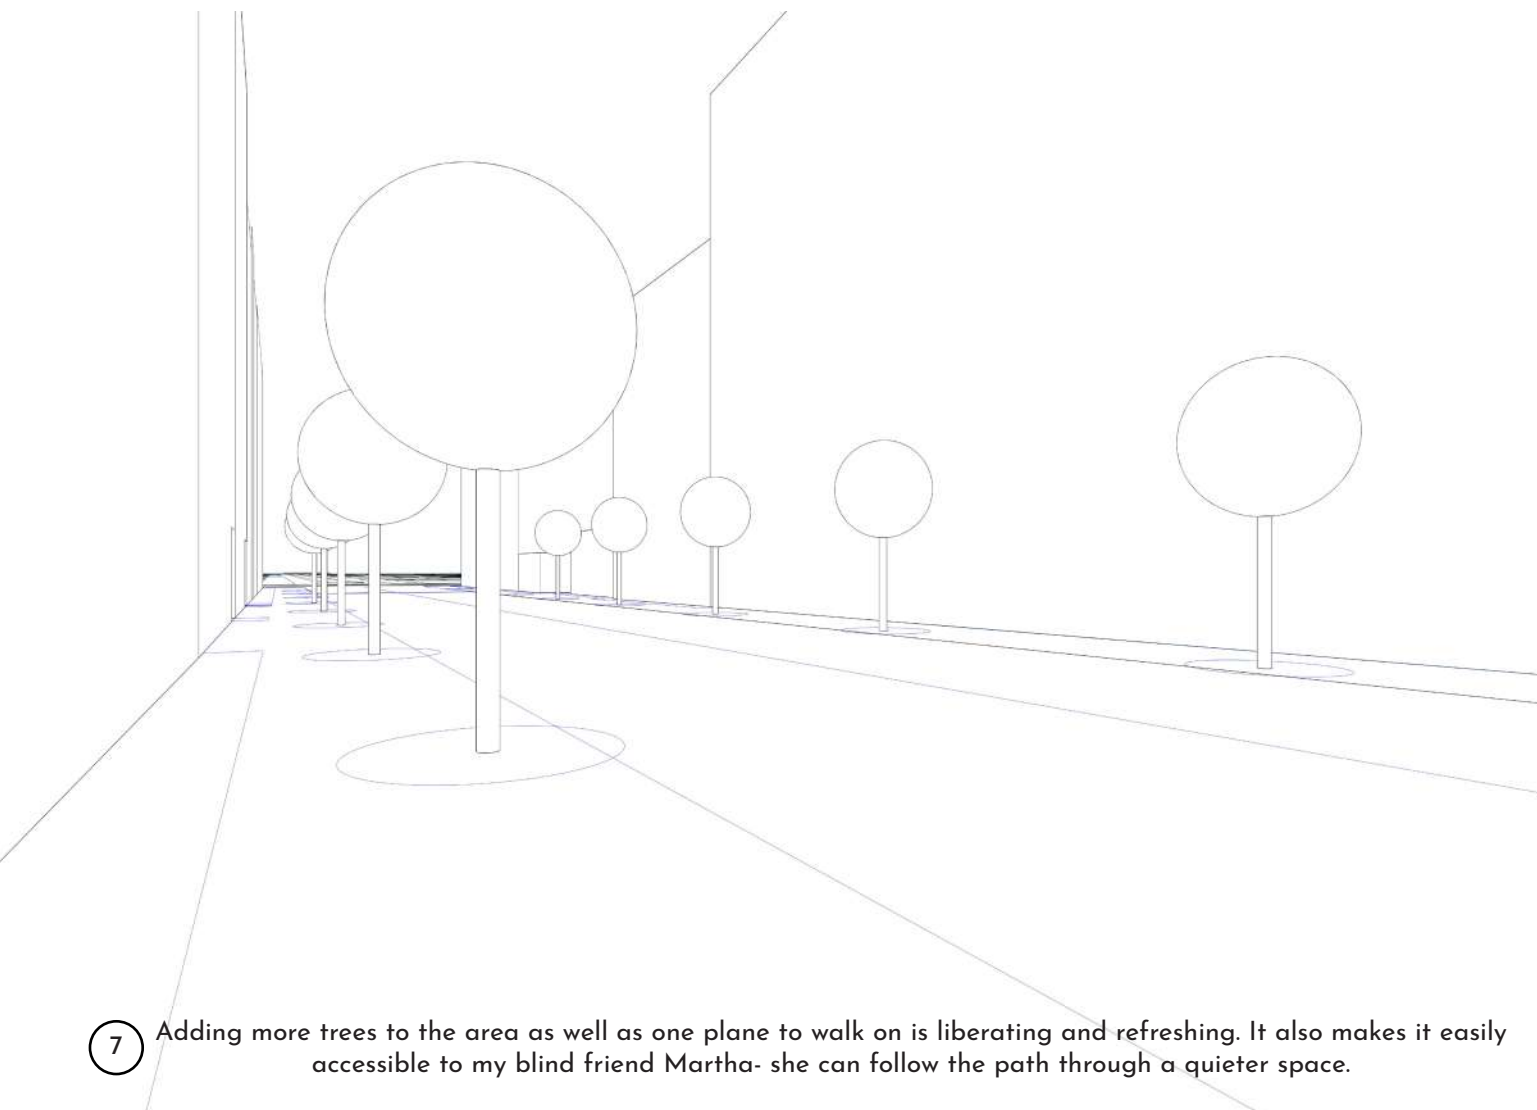 7
Adding more trees to the area as well as one plane to walk on is liberating and refreshing. It also makes it easily
accessible to my blind friend Martha- she can follow the path through a quieter space.